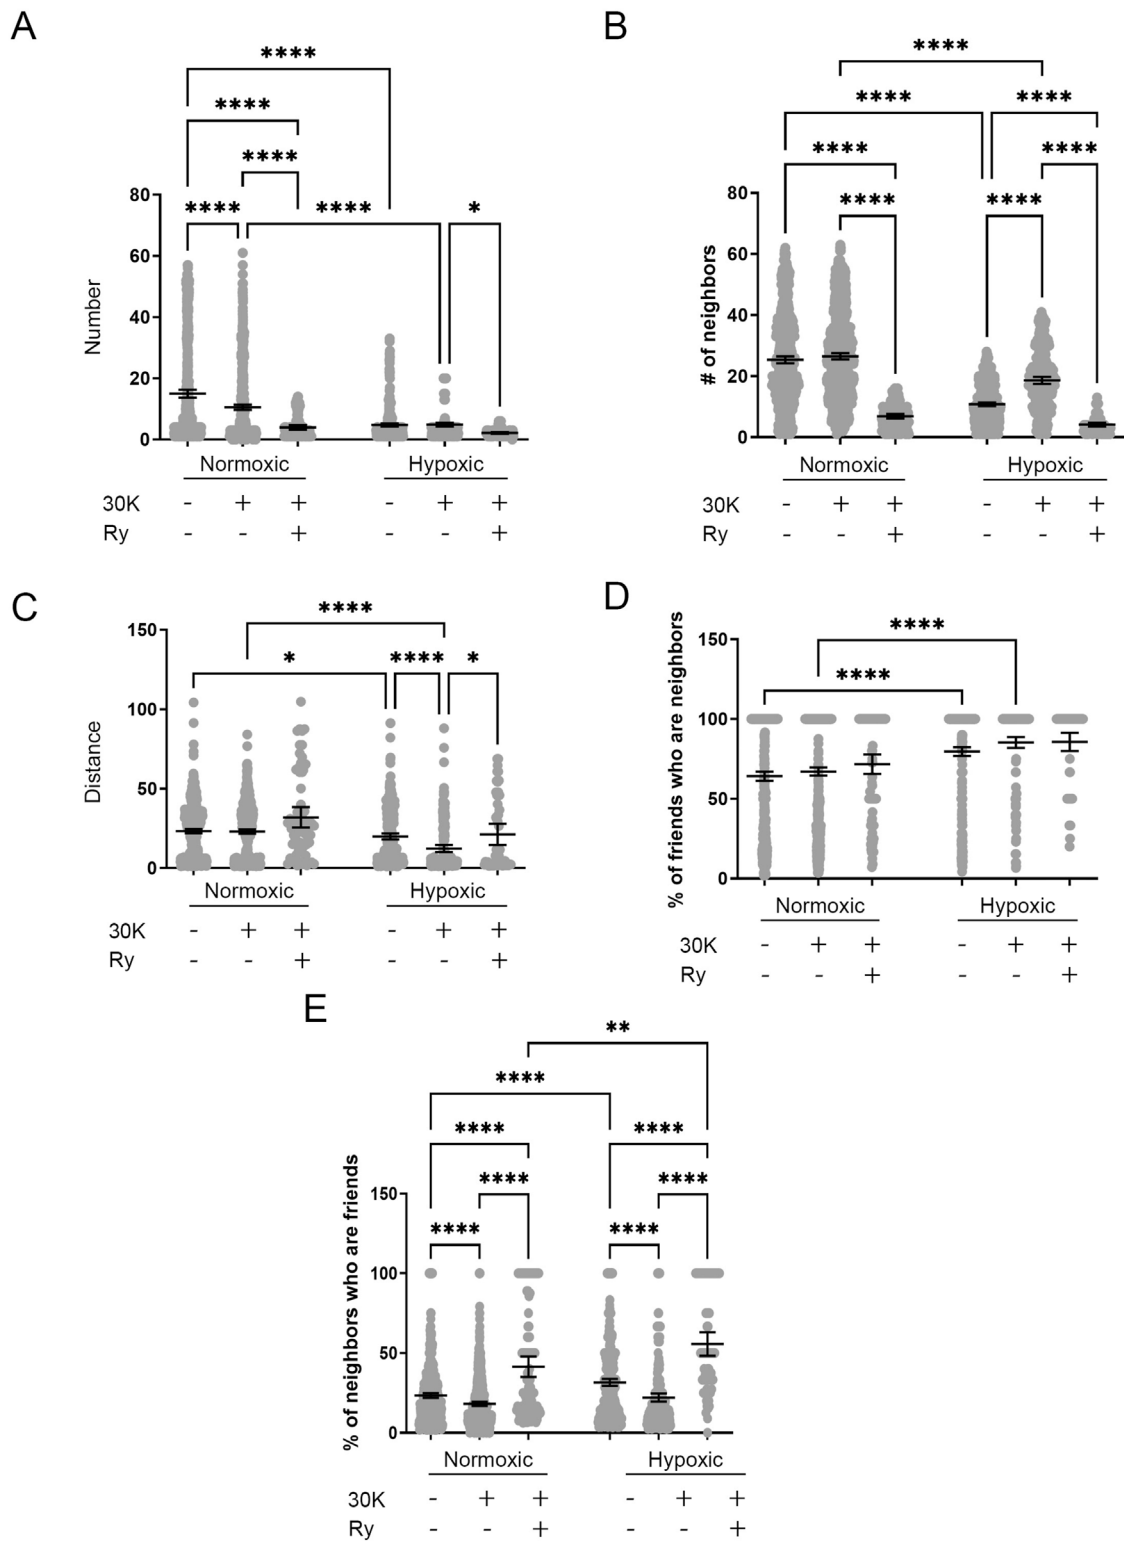 A
B
****
****
****
****
****
*
80
60
40
20
0
Number
Normoxic
Hypoxic
30K
- + + - + +
Ry
- - + - - +
****
****
****
****
****
****
****
80
60
40
20
0
# of neighbors
Normoxic
Hypoxic
30K
- + + - + +
Ry
- - + - - +
C
D
****
*
****
*
150
100
50
0
Distance
Normoxic
Hypoxic
30K
- + + - + +
Ry
- - + - - +
****
****
150
100
50
0
% of friends who are neighbors
Normoxic
Hypoxic
30K
- + + - + +
Ry
- - + - - +
E
**
****
****
****
****
****
****
****
150
100
50
0
% of neighbors who are friends
Normoxic
Hypoxic
30K
- + + - + +
Ry
- - + - - +